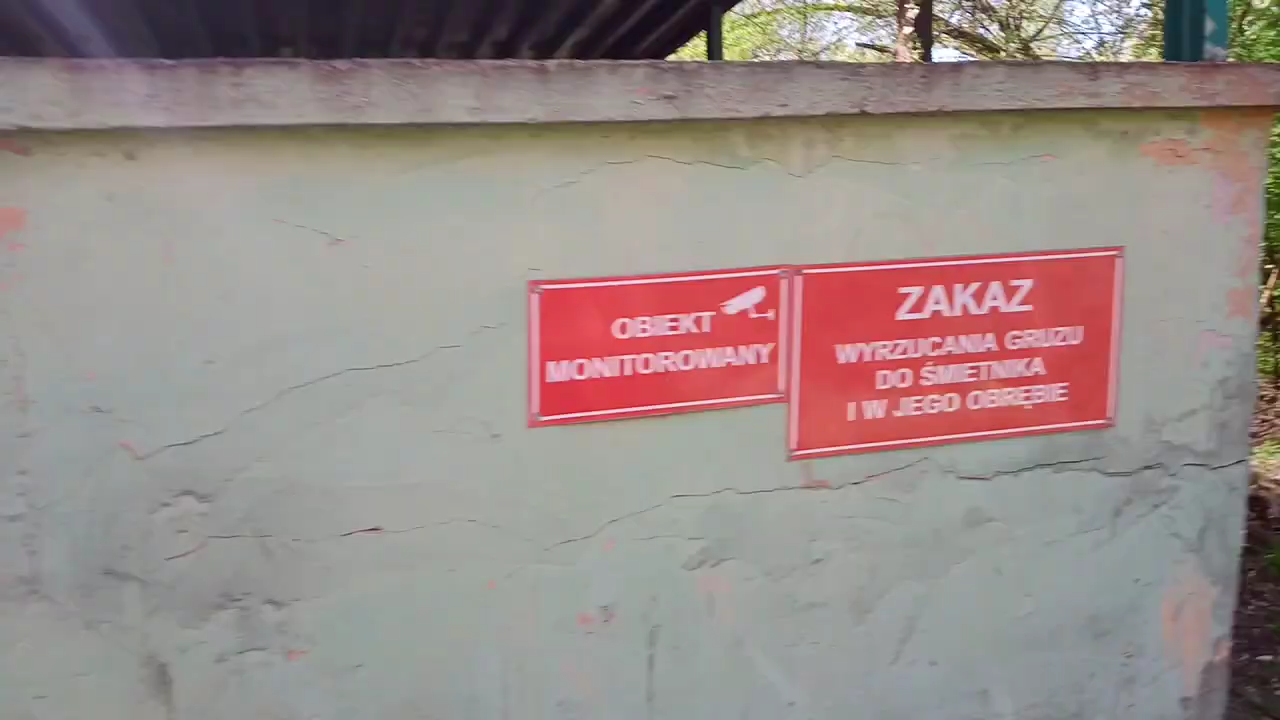 OBIEKT
MONITOROWANY
ZAKAZ
WYRZUCANIA GRUZU
DO ŚMIETNIKA
I W JEGO OBRĘBIE